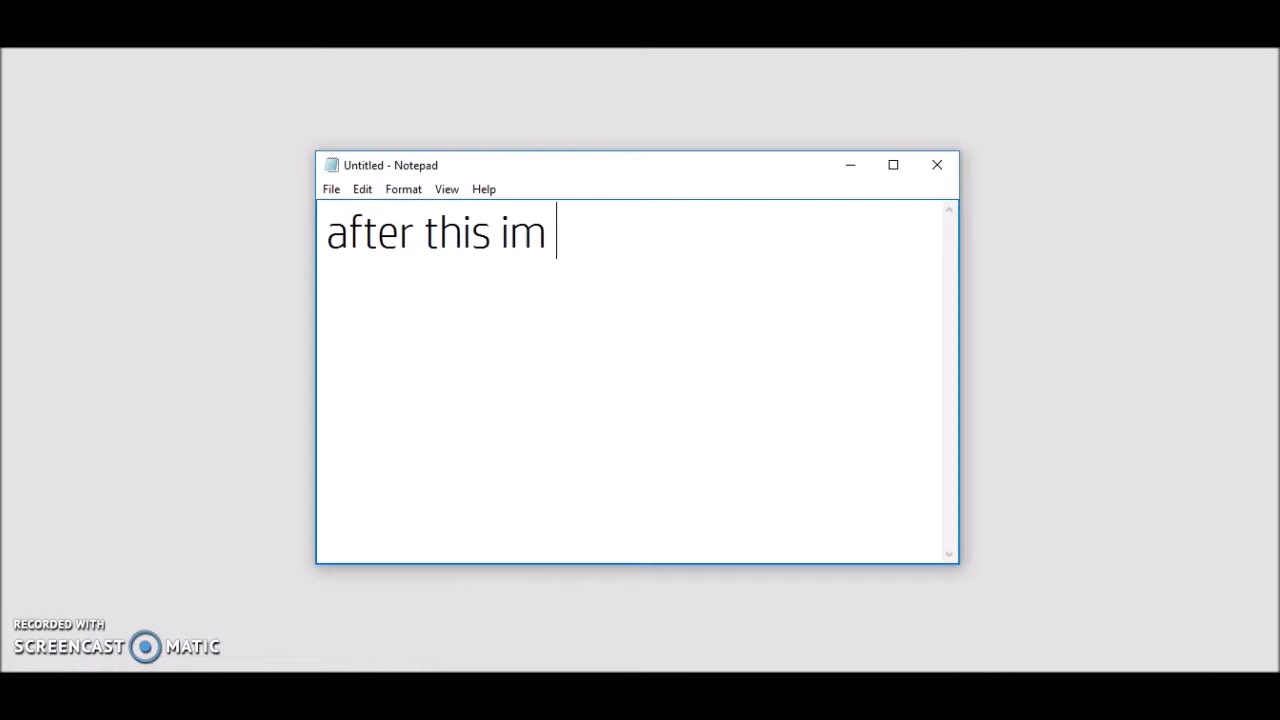 Untitled - Notepad
File Edit Format View Help
after this im
RECORDED WITH
SCREENCAST MATIC